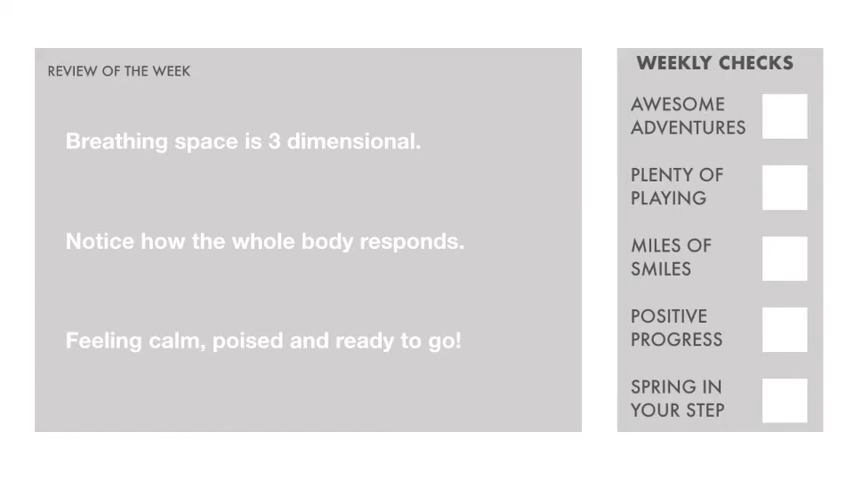 REVIEW OF THE WEEK
Breathing space is 3 dimensional.
Notice how the whole body responds.
Feeling calm, poised and ready to go!
WEEKLY CHECKS
AWESOME
ADVENTURES
PLENTY OF
PLAYING
MILES OF
SMILES
POSITIVE
PROGRESS
SPRING IN
YOUR STEP